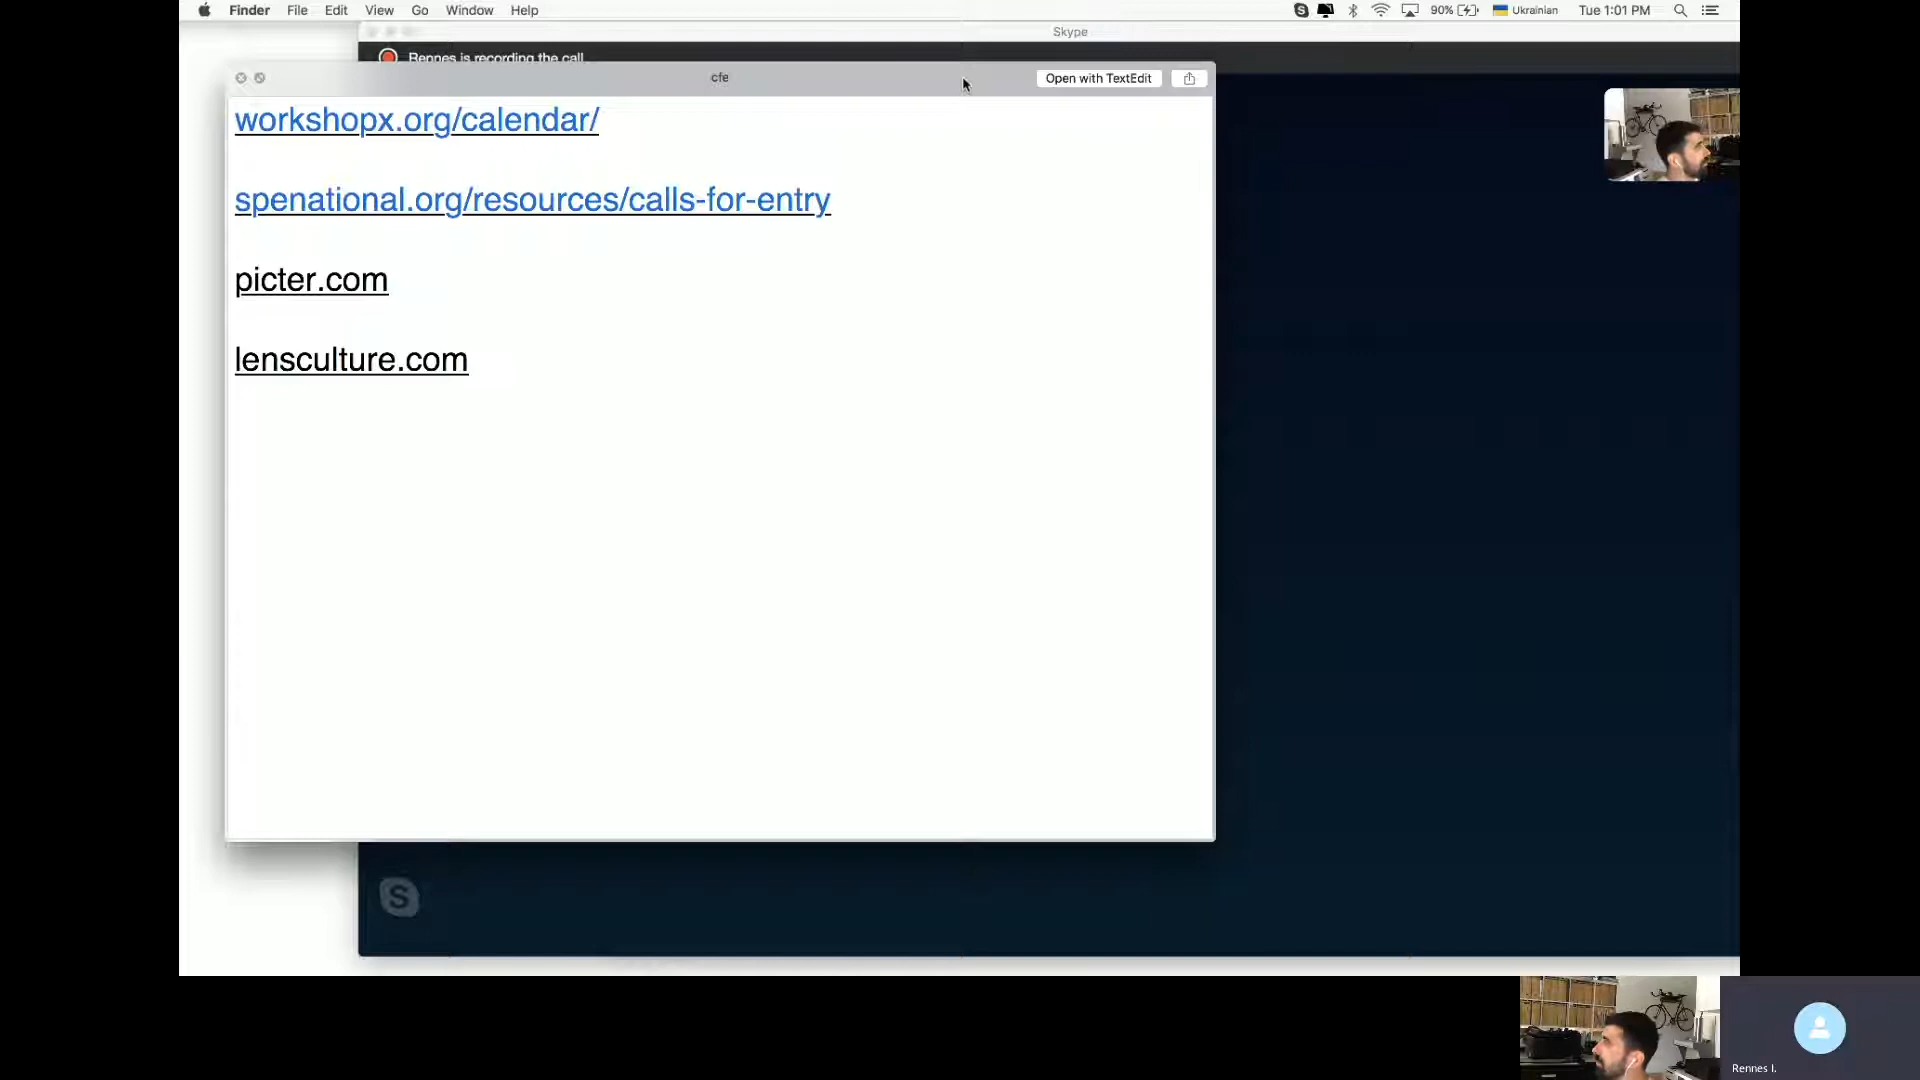 Finder File Edit View Go Window Help 90% Ukrainian Tue 1:01 PM
Skype
Rennes is recording the call
cfe
Open with TextEdit
workshopx.org/calendar/
spenational.org/resources/calls-for-entry
picter.com
lensculture.com
Rennes I.